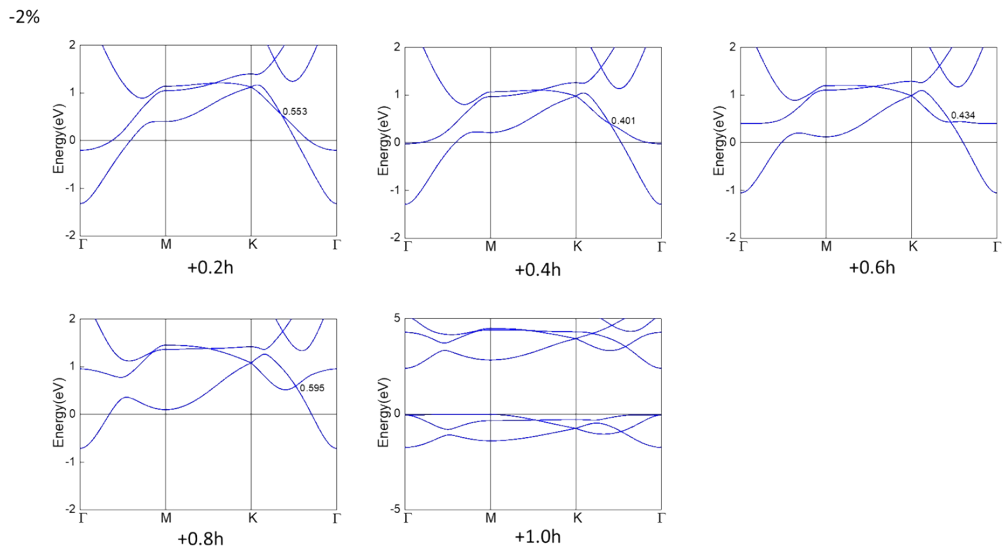 -2%
2
1
0
-1
-2
Energy(eV)
0.553
Γ M K Γ
+0.2h
2
1
0
-1
-2
Energy(eV)
0.401
Γ M K Γ
+0.4h
2
1
0
-1
-2
Energy(eV)
0.434
Γ M K Γ
+0.6h
2
1
0
-1
-2
Energy(eV)
0.595
Γ M K Γ
+0.8h
5
0
-5
Energy(eV)
Γ M K Γ
+1.0h